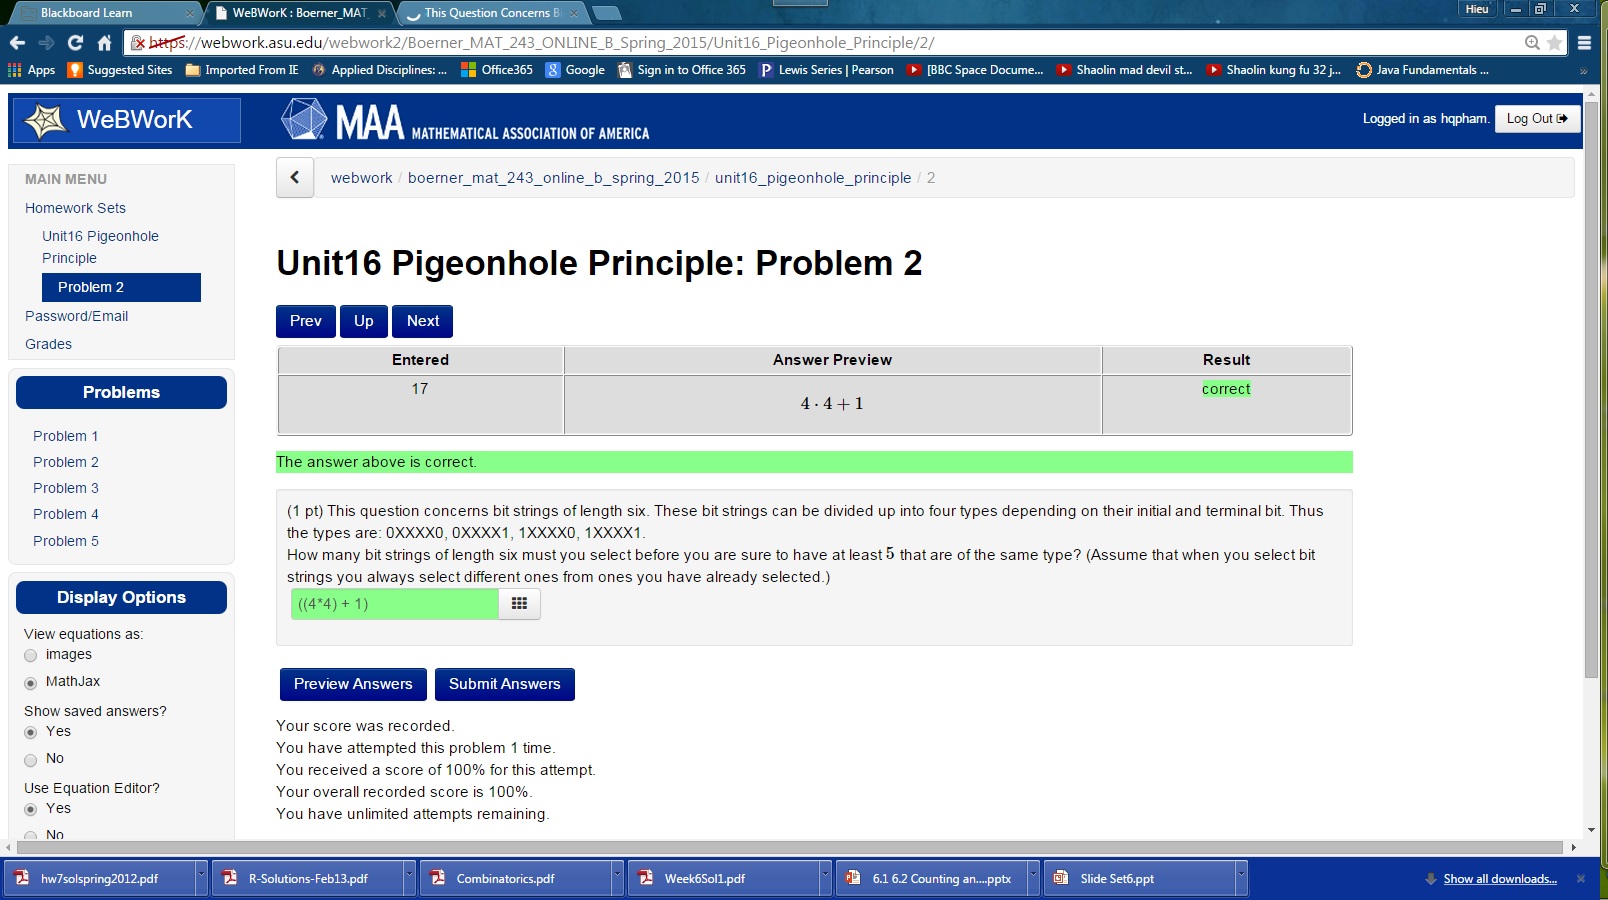 Blackboard Learn
WeBWorK : Boerner_MAT_
This Question Concerns B
Hieu
https://webwork.asu.edu/webwork2/Boerner_MAT_243_ONLINE_B_Spring_2015/Unit16_Pigeonhole_Principle/2/
Apps Suggested Sites Imported From IE Applied Disciplines: ... Office365 Google Sign in to Office 365 Lewis Series | Pearson [BBC Space Docume... Shaolin mad devil st... Shaolin kung fu 32 j... Java Fundamentals ... »
WeBWorK
MAA MATHEMATICAL ASSOCIATION OF AMERICA
Logged in as hqpham. Log Out
MAIN MENU
Homework Sets
Unit16 Pigeonhole
Principle
Problem 2
Password/Email
Grades
Problems
Problem 1
Problem 2
Problem 3
Problem 4
Problem 5
Display Options
View equations as:
images
MathJax
Show saved answers?
Yes
No
Use Equation Editor?
Yes
No
webwork / boerner_mat_243_online_b_spring_2015 / unit16_pigeonhole_principle / 2
Unit16 Pigeonhole Principle: Problem 2
Prev Up Next
Entered Answer Preview Result
17 4 · 4 + 1 correct
The answer above is correct.
(1 pt) This question concerns bit strings of length six. These bit strings can be divided up into four types depending on their initial and terminal bit. Thus
the types are: 0XXXX0, 0XXXX1, 1XXXX0, 1XXXX1.
How many bit strings of length six must you select before you are sure to have at least 5 that are of the same type? (Assume that when you select bit
strings you always select different ones from ones you have already selected.)
((4*4) + 1)
Preview Answers Submit Answers
Your score was recorded.
You have attempted this problem 1 time.
You received a score of 100% for this attempt.
Your overall recorded score is 100%.
You have unlimited attempts remaining.
hw7solspring2012.pdf R-Solutions-Feb13.pdf Combinatorics.pdf Week6Sol1.pdf 6.1 6.2 Counting an....pptx Slide Set6.ppt Show all downloads...